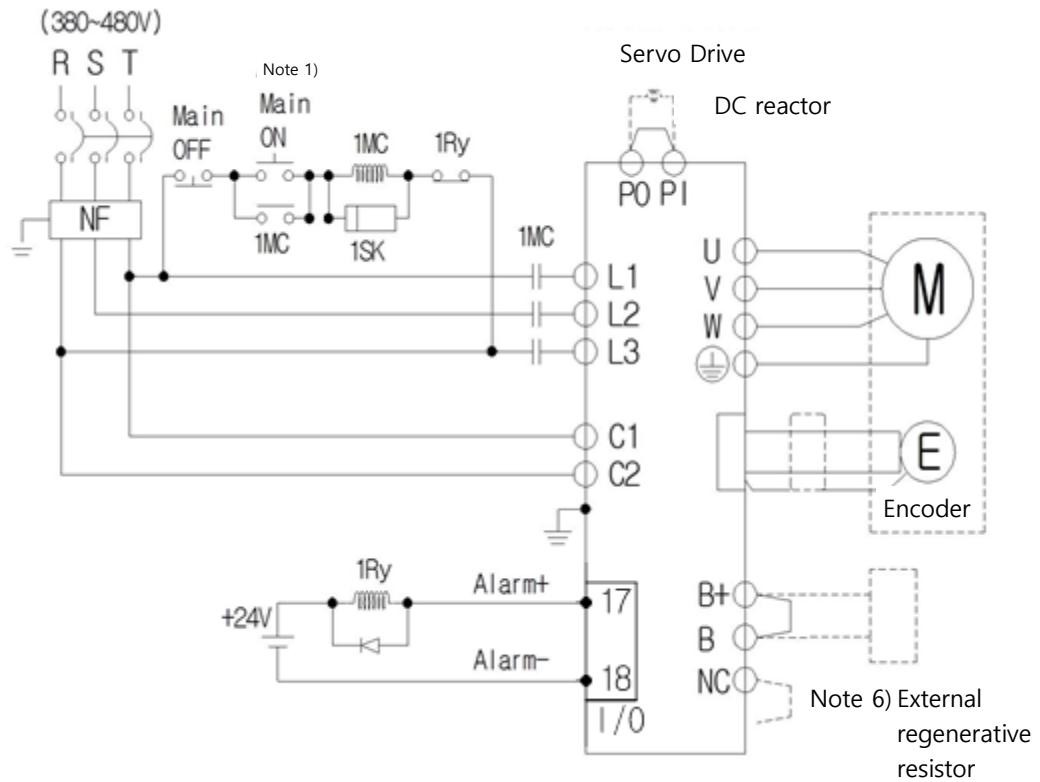 (380~480V)
R S T
Note 1)
Main
OFF
Main
ON
1MC
1Ry
1MC
1SK
NF
1MC
Servo Drive
DC reactor
PO PI
L1
L2
L3
C1
C2
U
V
W
M
E
Encoder
1Ry
+24V
Alarm+
17
Alarm-
18
I/O
B+
B
NC
Note 6) External
regenerative
resistor